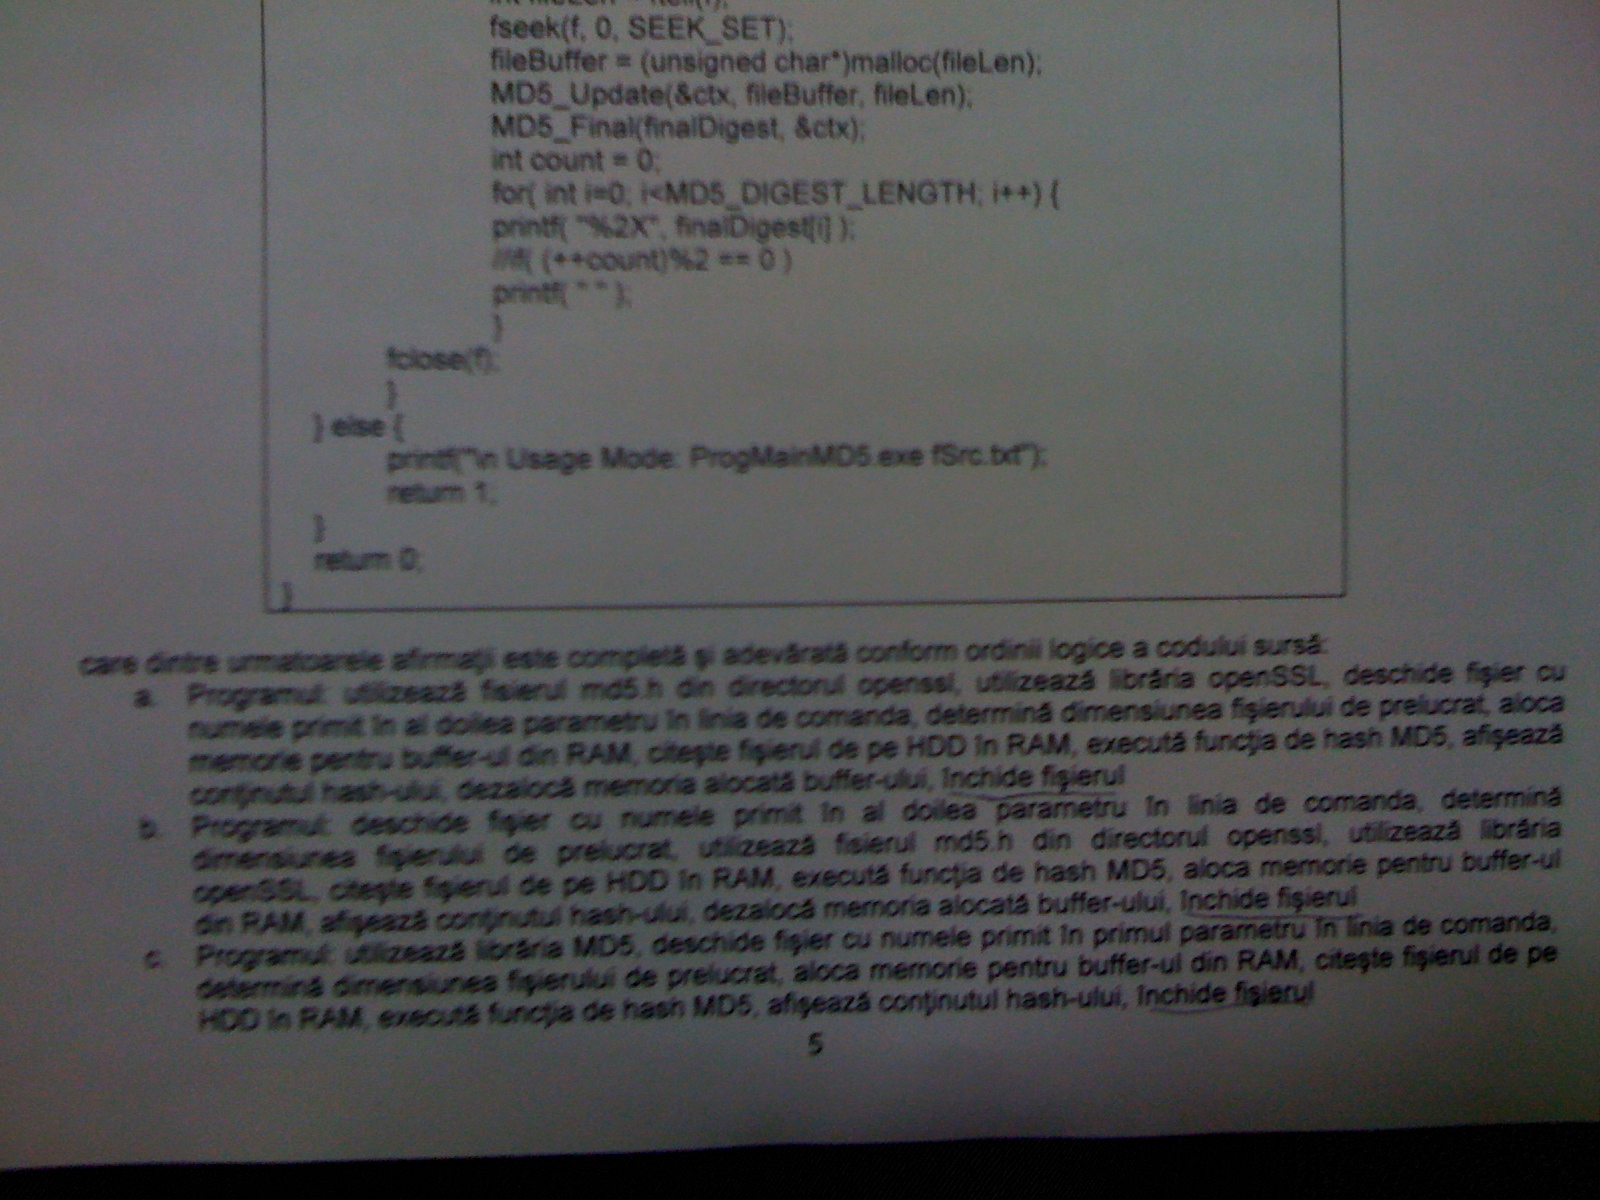 int fileLen = ftell(f);
fseek(f, 0, SEEK_SET);
fileBuffer = (unsigned char*)malloc(fileLen);
MD5_Update(&ctx, fileBuffer, fileLen);
MD5_Final(finalDigest, &ctx);
int count = 0;
for( int i=0; i<MD5_DIGEST_LENGTH; i++) {
printf( "%2X", finalDigest[i] );
//if( (++count)%2 == 0 )
printf( " " );
}
fclose(f);
}
} else {
printf("\n Usage Mode: ProgMainMD5.exe fSrc.txt");
return 1;
}
return 0;
}
care dintre urmatoarele afirmaţii este completă şi adevărată conform ordinii logice a codului sursă:
a. Programul: utilizează fisierul md5.h din directorul openssl, utilizează librăria openSSL, deschide fişier cu
numele primit în al doilea parametru în linia de comanda, determină dimensiunea fişierului de prelucrat, aloca
memorie pentru buffer-ul din RAM, citeşte fişierul de pe HDD în RAM, execută funcţia de hash MD5, afişează
conţinutul hash-ului, dezalocă memoria alocată buffer-ului, închide fişierul
b. Programul: deschide fişier cu numele primit în al doilea parametru în linia de comanda, determină
dimensiunea fişierului de prelucrat, utilizează fisierul md5.h din directorul openssl, utilizează librăria
openSSL, citeşte fişierul de pe HDD în RAM, execută funcţia de hash MD5, aloca memorie pentru buffer-ul
din RAM, afişează conţinutul hash-ului, dezalocă memoria alocată buffer-ului, închide fişierul
c. Programul: utilizează librăria MD5, deschide fişier cu numele primit în primul parametru în linia de comanda,
determină dimensiunea fişierului de prelucrat, aloca memorie pentru buffer-ul din RAM, citeşte fişierul de pe
HDD în RAM, execută funcţia de hash MD5, afişează conţinutul hash-ului, închide fişierul
5